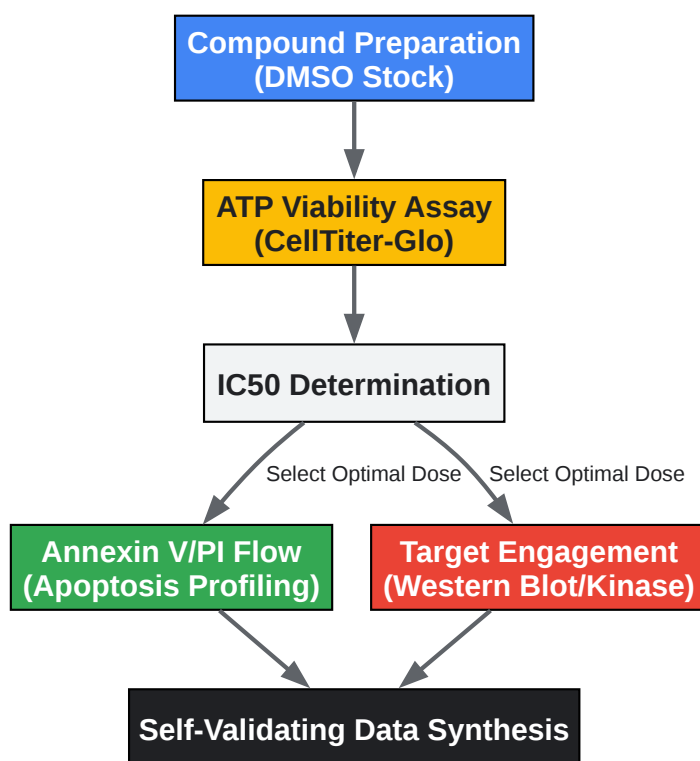 Compound Preparation
(DMSO Stock)
ATP Viability Assay
(CellTiter-Glo)
IC50 Determination
Select Optimal Dose
Select Optimal Dose
Annexin V/PI Flow
(Apoptosis Profiling)
Target Engagement
(Western Blot/Kinase)
Self-Validating Data Synthesis